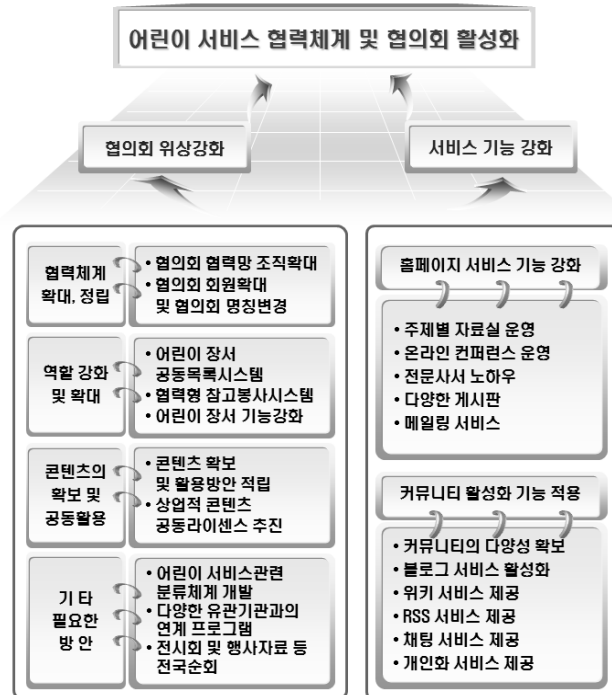 어린이 서비스 협력체계 및 협의회 활성화
협의회 위상강화
서비스 기능 강화
협력체계
확대, 정립
• 협의회 협력망 조직확대
• 협의회 회원확대
및 협의회 명칭변경
역할 강화
및 확대
• 어린이 장서
공동목록시스템
• 협력형 참고봉사시스템
• 어린이 장서 기능강화
콘텐츠의
확보 및
공동활용
• 콘텐츠 확보
및 활용방안 적립
• 상업적 콘텐츠
공동라이센스 추진
기 타
필요한
방 안
• 어린이 서비스관련
분류체계 개발
• 다양한 유관기관과의
연계 프로그램
• 전시회 및 행사자료 등
전국순회
홈페이지 서비스 기능 강화
• 주제별 자료실 운영
• 온라인 컨퍼런스 운영
• 전문사서 노하우
• 다양한 게시판
• 메일링 서비스
커뮤니티 활성화 기능 적용
• 커뮤니티의 다양성 확보
• 블로그 서비스 활성화
• 위키 서비스 제공
• RSS 서비스 제공
• 채팅 서비스 제공
• 개인화 서비스 제공